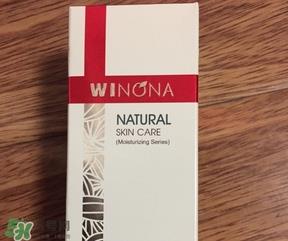 WINONA
NATURAL
SKIN CARE
(Moisturizing Series)